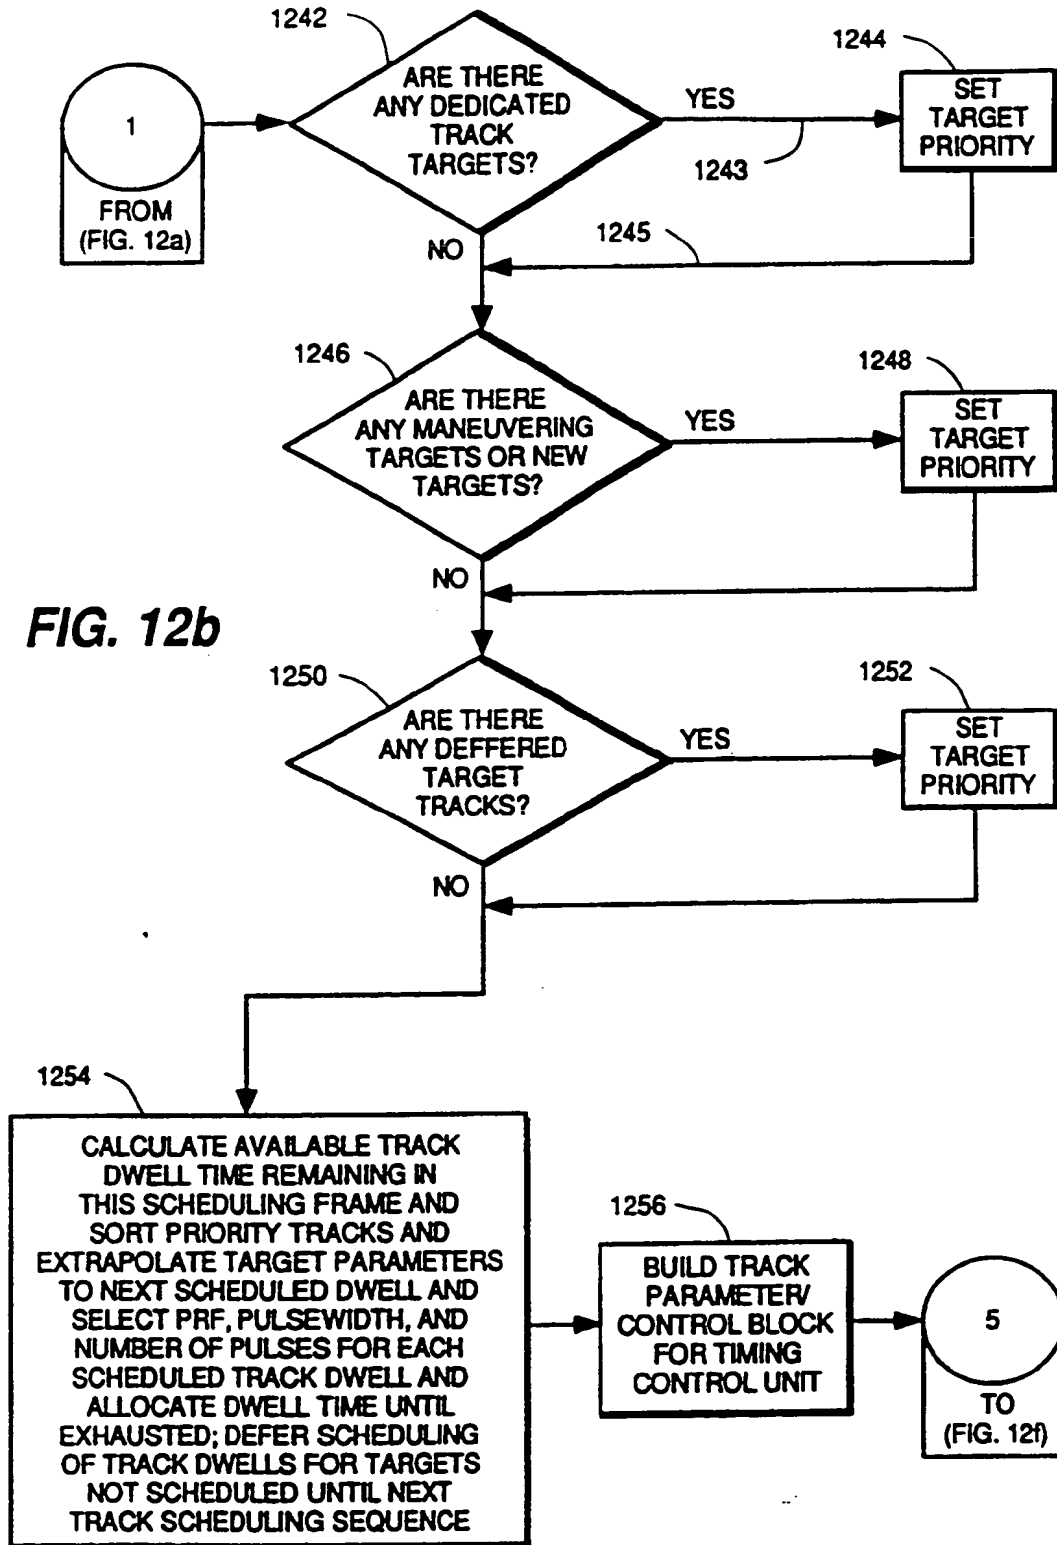 1242
ARE THERE
ANY DEDICATED
TRACK
TARGETS?
1
FROM
(FIG. 12a)
YES
1243
1244
SET
TARGET
PRIORITY
NO
1245
1246
ARE THERE
ANY MANEUVERING
TARGETS OR NEW
TARGETS?
YES
1248
SET
TARGET
PRIORITY
NO
FIG. 12b
1250
ARE THERE
ANY DEFFERED
TARGET
TRACKS?
YES
1252
SET
TARGET
PRIORITY
NO
1254
CALCULATE AVAILABLE TRACK
DWELL TIME REMAINING IN
THIS SCHEDULING FRAME AND
SORT PRIORITY TRACKS AND
EXTRAPOLATE TARGET PARAMETERS
TO NEXT SCHEDULED DWELL AND
SELECT PRF, PULSEWIDTH, AND
NUMBER OF PULSES FOR EACH
SCHEDULED TRACK DWELL AND
ALLOCATE DWELL TIME UNTIL
EXHAUSTED; DEFER SCHEDULING
OF TRACK DWELLS FOR TARGETS
NOT SCHEDULED UNTIL NEXT
TRACK SCHEDULING SEQUENCE
1256
BUILD TRACK
PARAMETER/
CONTROL BLOCK
FOR TIMING
CONTROL UNIT
5
TO
(FIG. 12f)